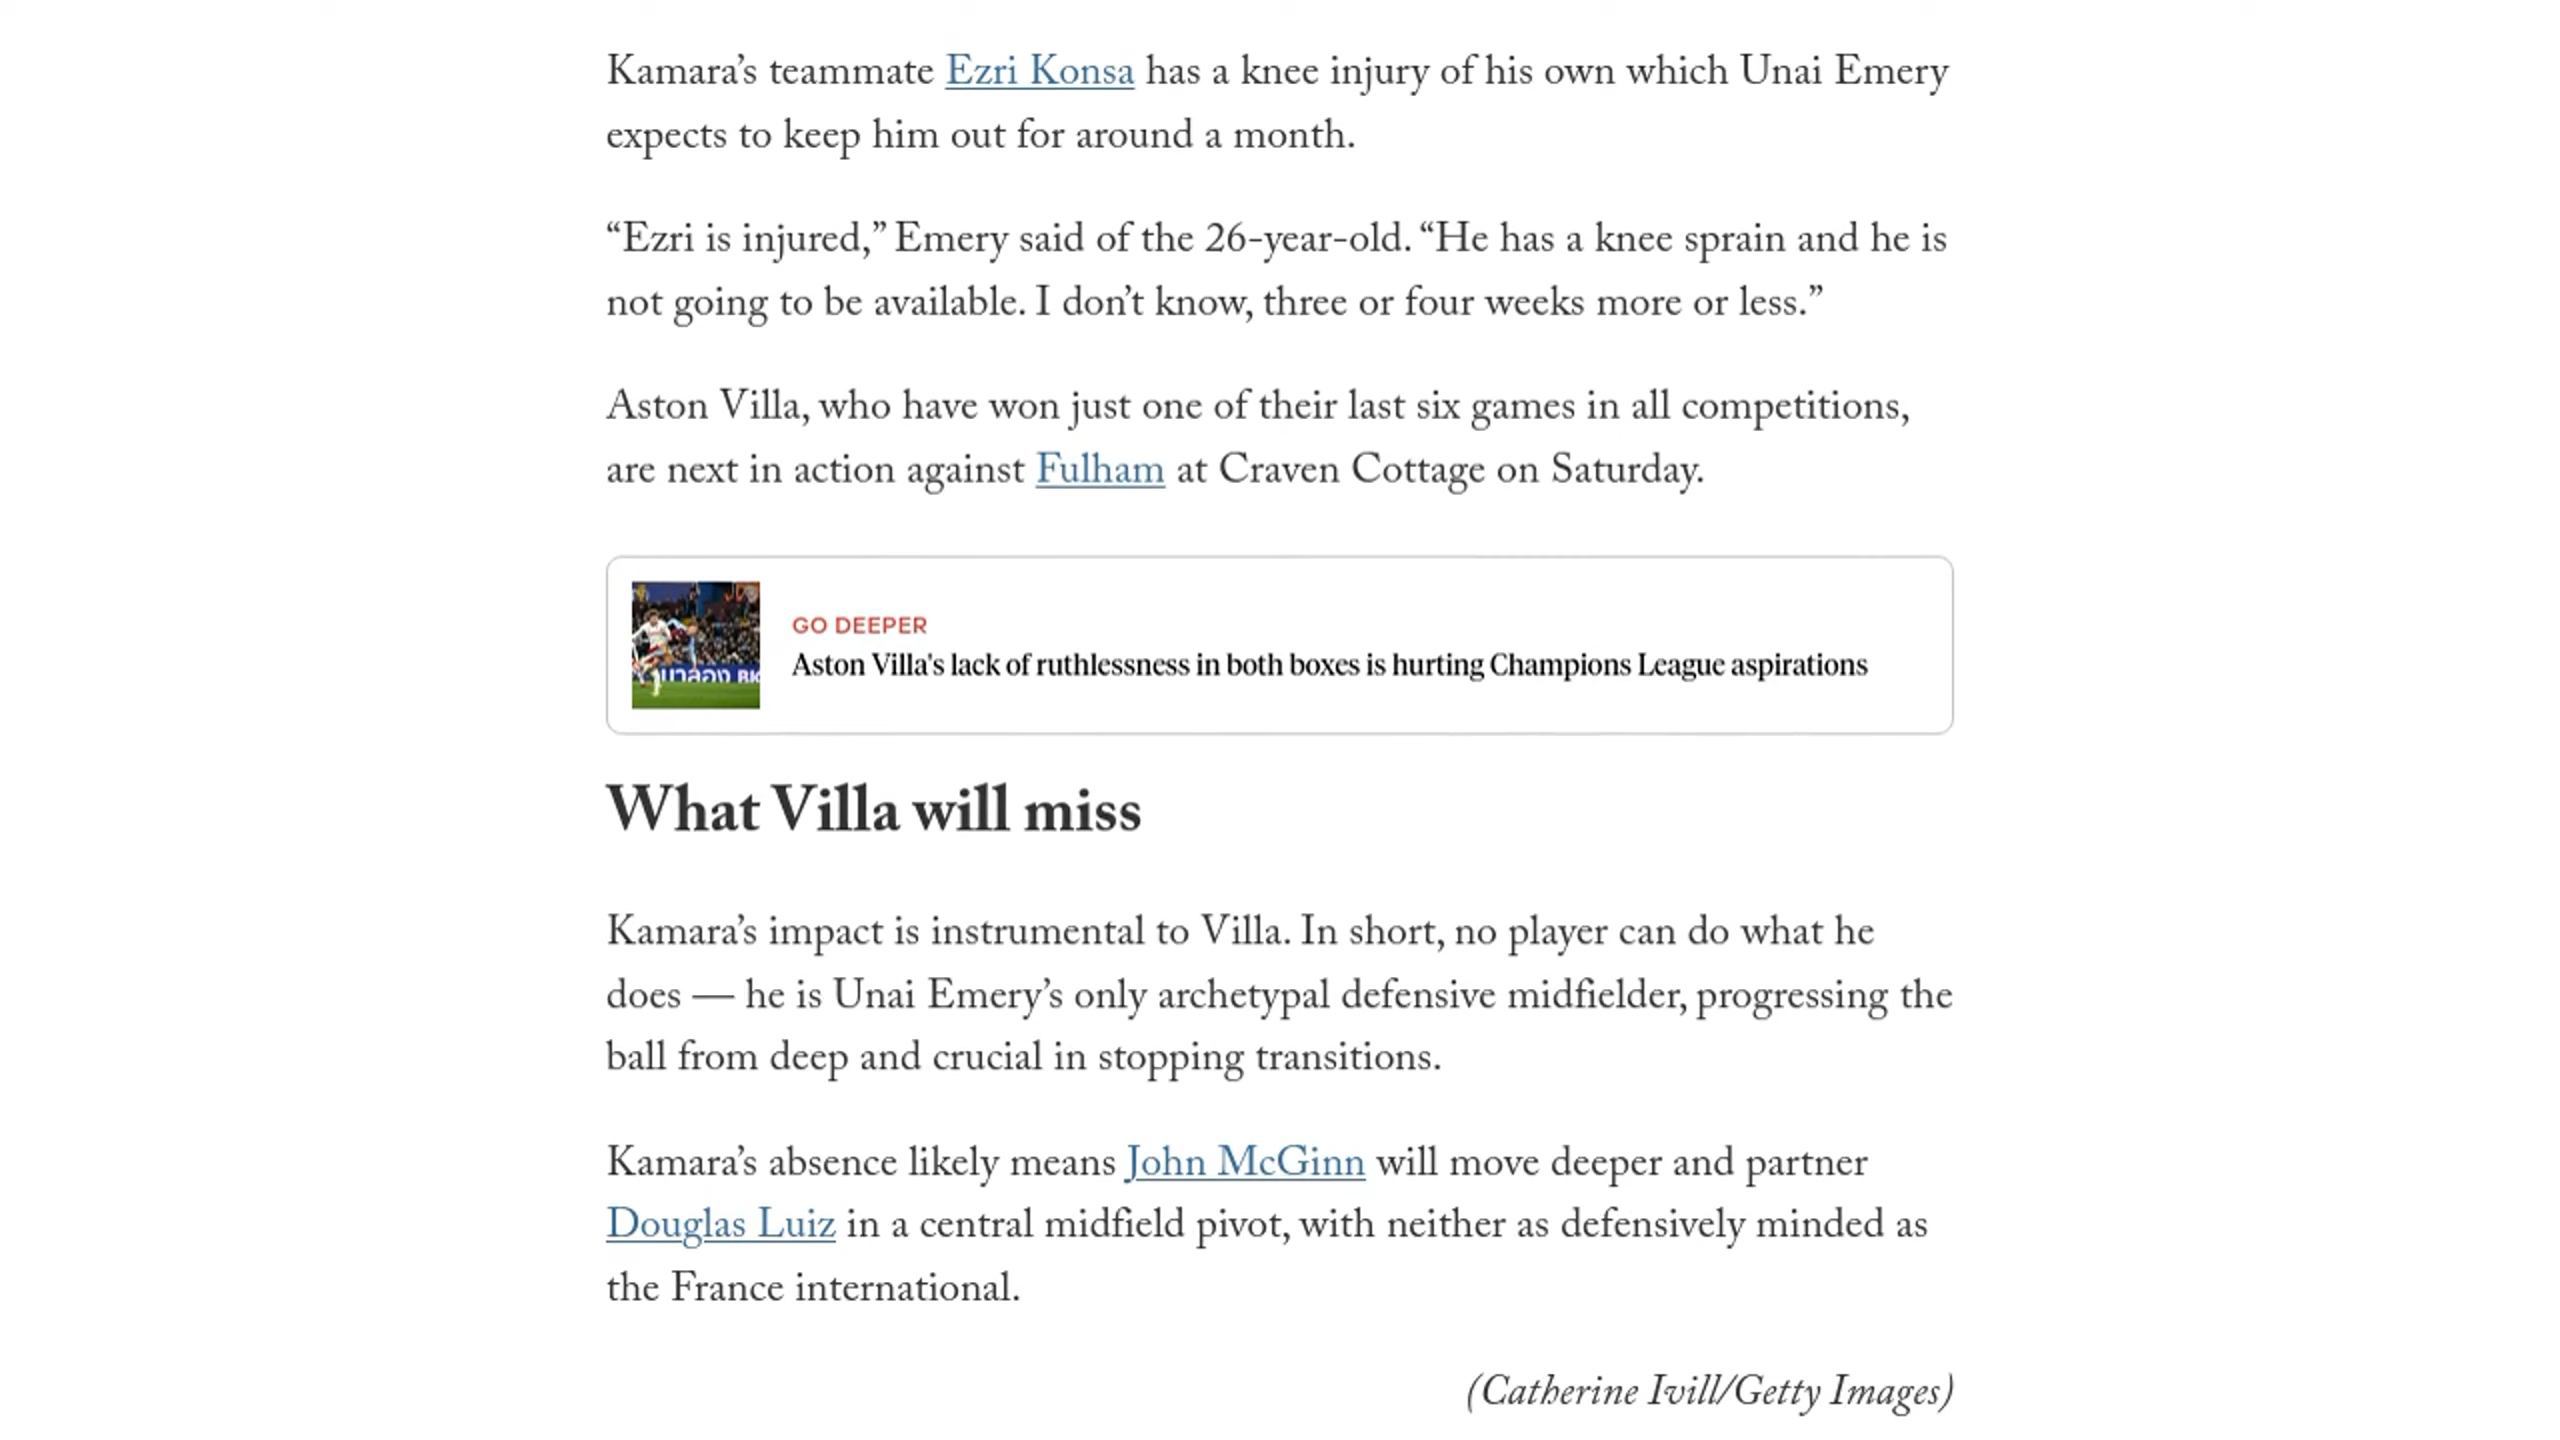 Kamara’s teammate Ezri Konsa has a knee injury of his own which Unai Emery
expects to keep him out for around a month.
“Ezri is injured,” Emery said of the 26-year-old. “He has a knee sprain and he is
not going to be available. I don’t know, three or four weeks more or less.”
Aston Villa, who have won just one of their last six games in all competitions,
are next in action against Fulham at Craven Cottage on Saturday.
GO DEEPER
Aston Villa's lack of ruthlessness in both boxes is hurting Champions League aspirations
What Villa will miss
Kamara’s impact is instrumental to Villa. In short, no player can do what he
does — he is Unai Emery’s only archetypal defensive midfielder, progressing the
ball from deep and crucial in stopping transitions.
Kamara’s absence likely means John McGinn will move deeper and partner
Douglas Luiz in a central midfield pivot, with neither as defensively minded as
the France international.
(Catherine Ivill/Getty Images)